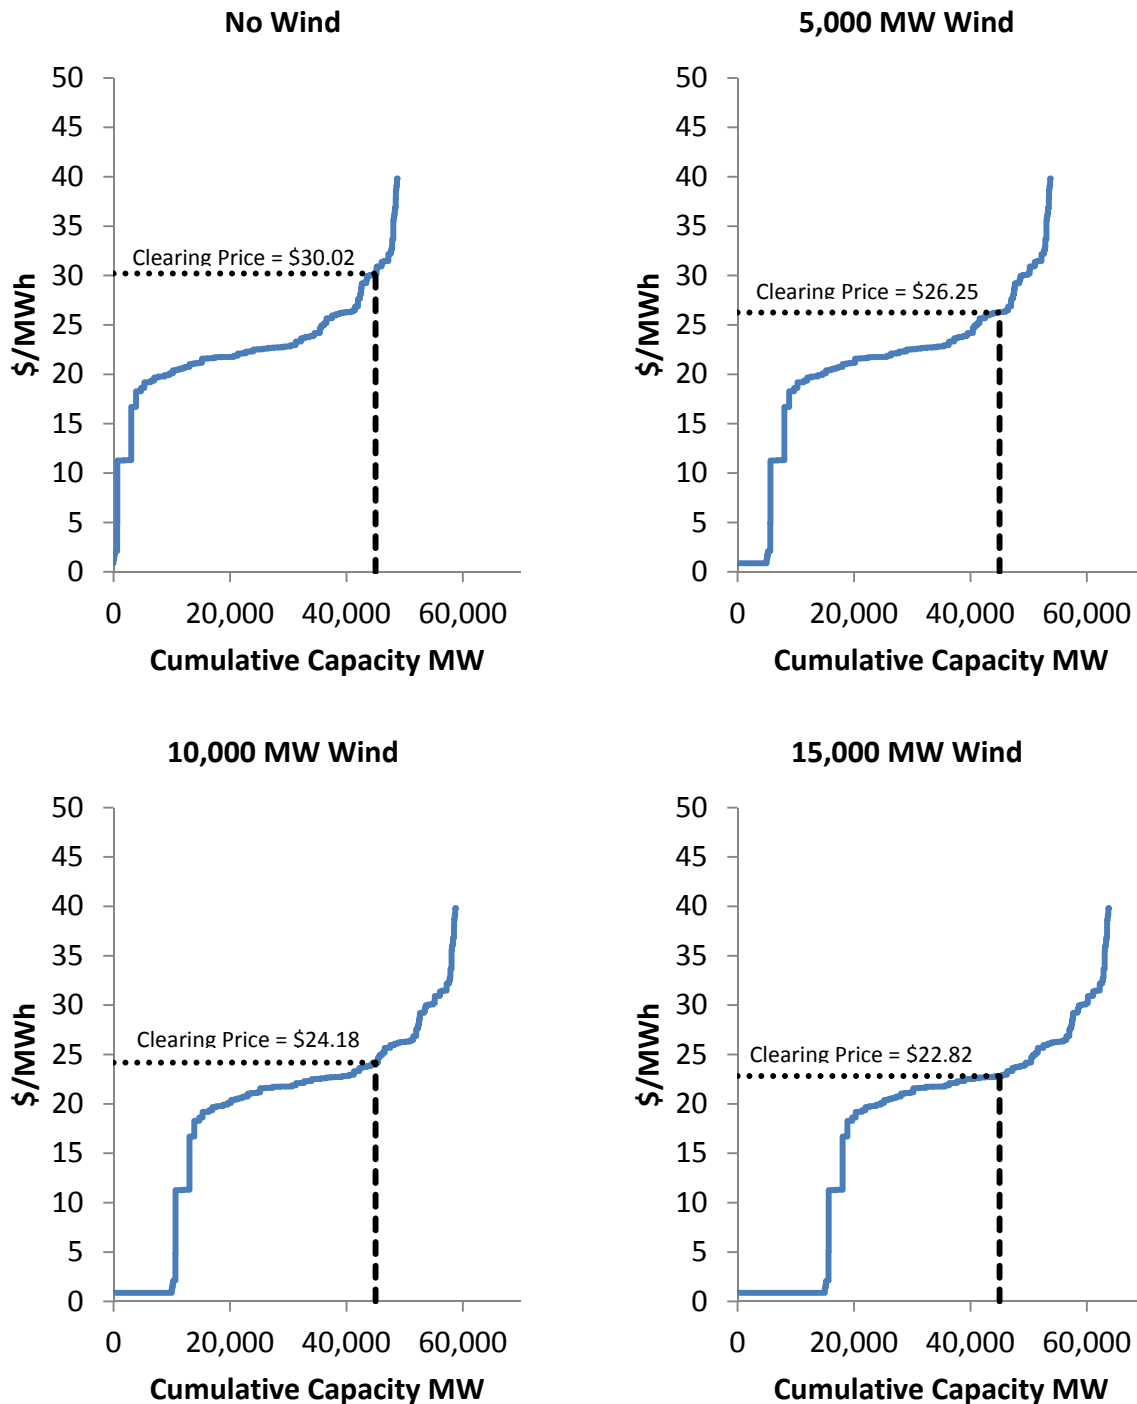 No Wind
50
45
40
35
30
25
20
15
10
5
0
$/MWh
Clearing Price = $30.02
0 20,000 40,000 60,000
Cumulative Capacity MW
5,000 MW Wind
50
45
40
35
30
25
20
15
10
5
0
$/MWh
Clearing Price = $26.25
0 20,000 40,000 60,000
Cumulative Capacity MW
10,000 MW Wind
50
45
40
35
30
25
20
15
10
5
0
$/MWh
Clearing Price = $24.18
0 20,000 40,000 60,000
Cumulative Capacity MW
15,000 MW Wind
50
45
40
35
30
25
20
15
10
5
0
$/MWh
Clearing Price = $22.82
0 20,000 40,000 60,000
Cumulative Capacity MW